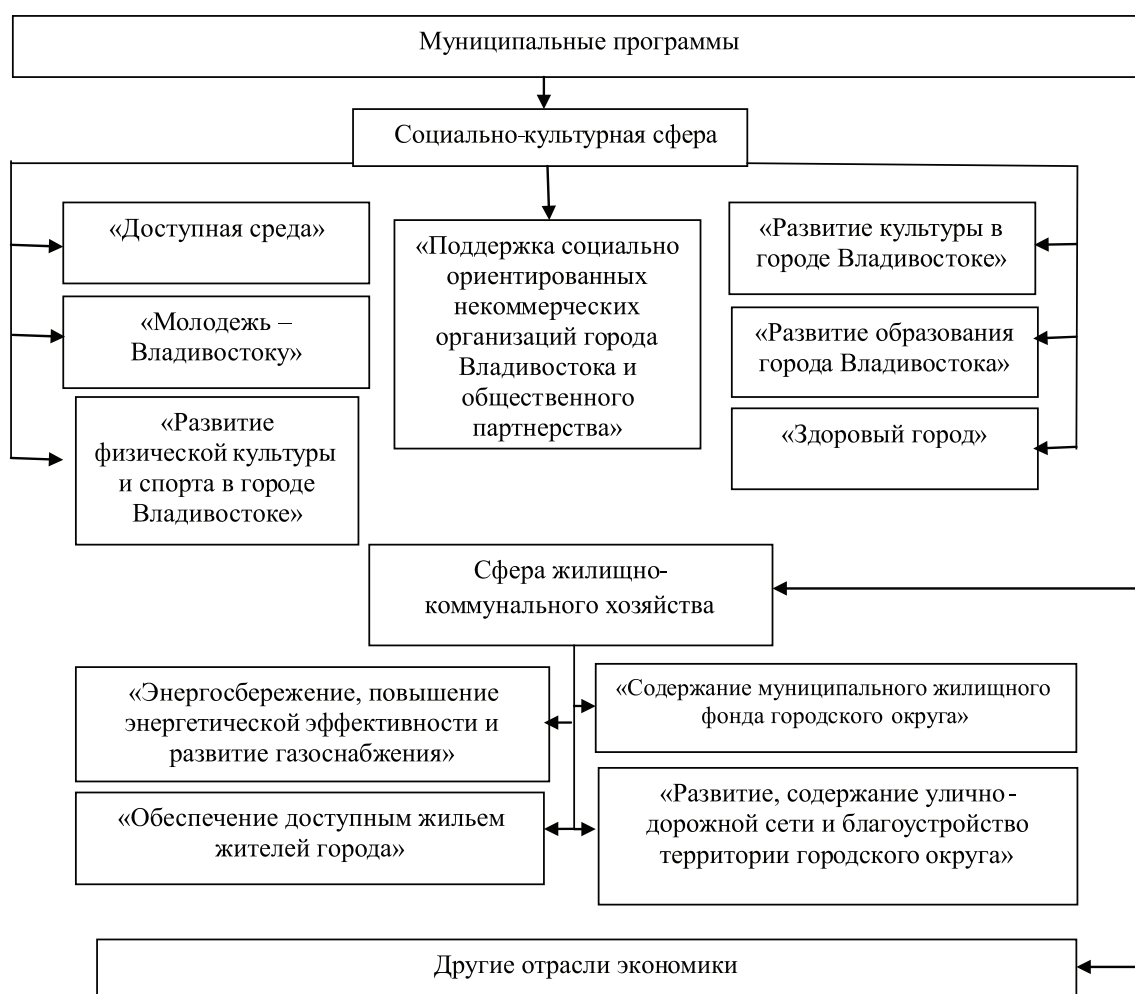 Муниципальные программы
Социально-культурная сфера
«Доступная среда»
«Молодежь –
Владивостоку»
«Развитие
физической культуры
и спорта в городе
Владивостоке»
«Поддержка социально
ориентированных
некоммерческих
организаций города
Владивостока и
общественного
партнерства»
«Развитие культуры в
городе Владивостоке»
«Развитие образования
города Владивостока»
«Здоровый город»
Сфера жилищно-
коммунального хозяйства
«Энергосбережение, повышение
энергетической эффективности и
развитие газоснабжения»
«Содержание муниципального жилищного
фонда городского округа»
«Обеспечение доступным жильем
жителей города»
«Развитие, содержание улично-
дорожной сети и благоустройство
территории городского округа»
Другие отрасли экономики